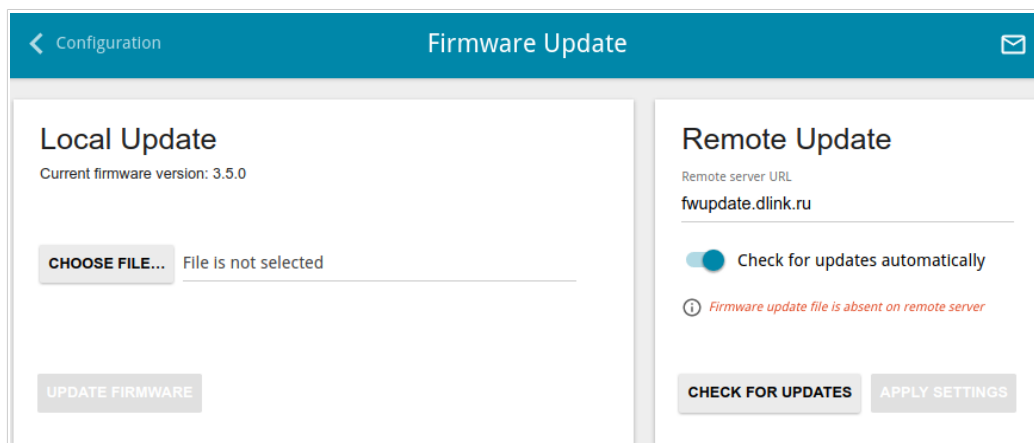 Configuration
Firmware Update
Local Update
Current firmware version: 3.5.0
CHOOSE FILE... File is not selected
UPDATE FIRMWARE
Remote Update
Remote server URL
fwupdate.dlink.ru
Check for updates automatically
Firmware update file is absent on remote server
CHECK FOR UPDATES
APPLY SETTINGS